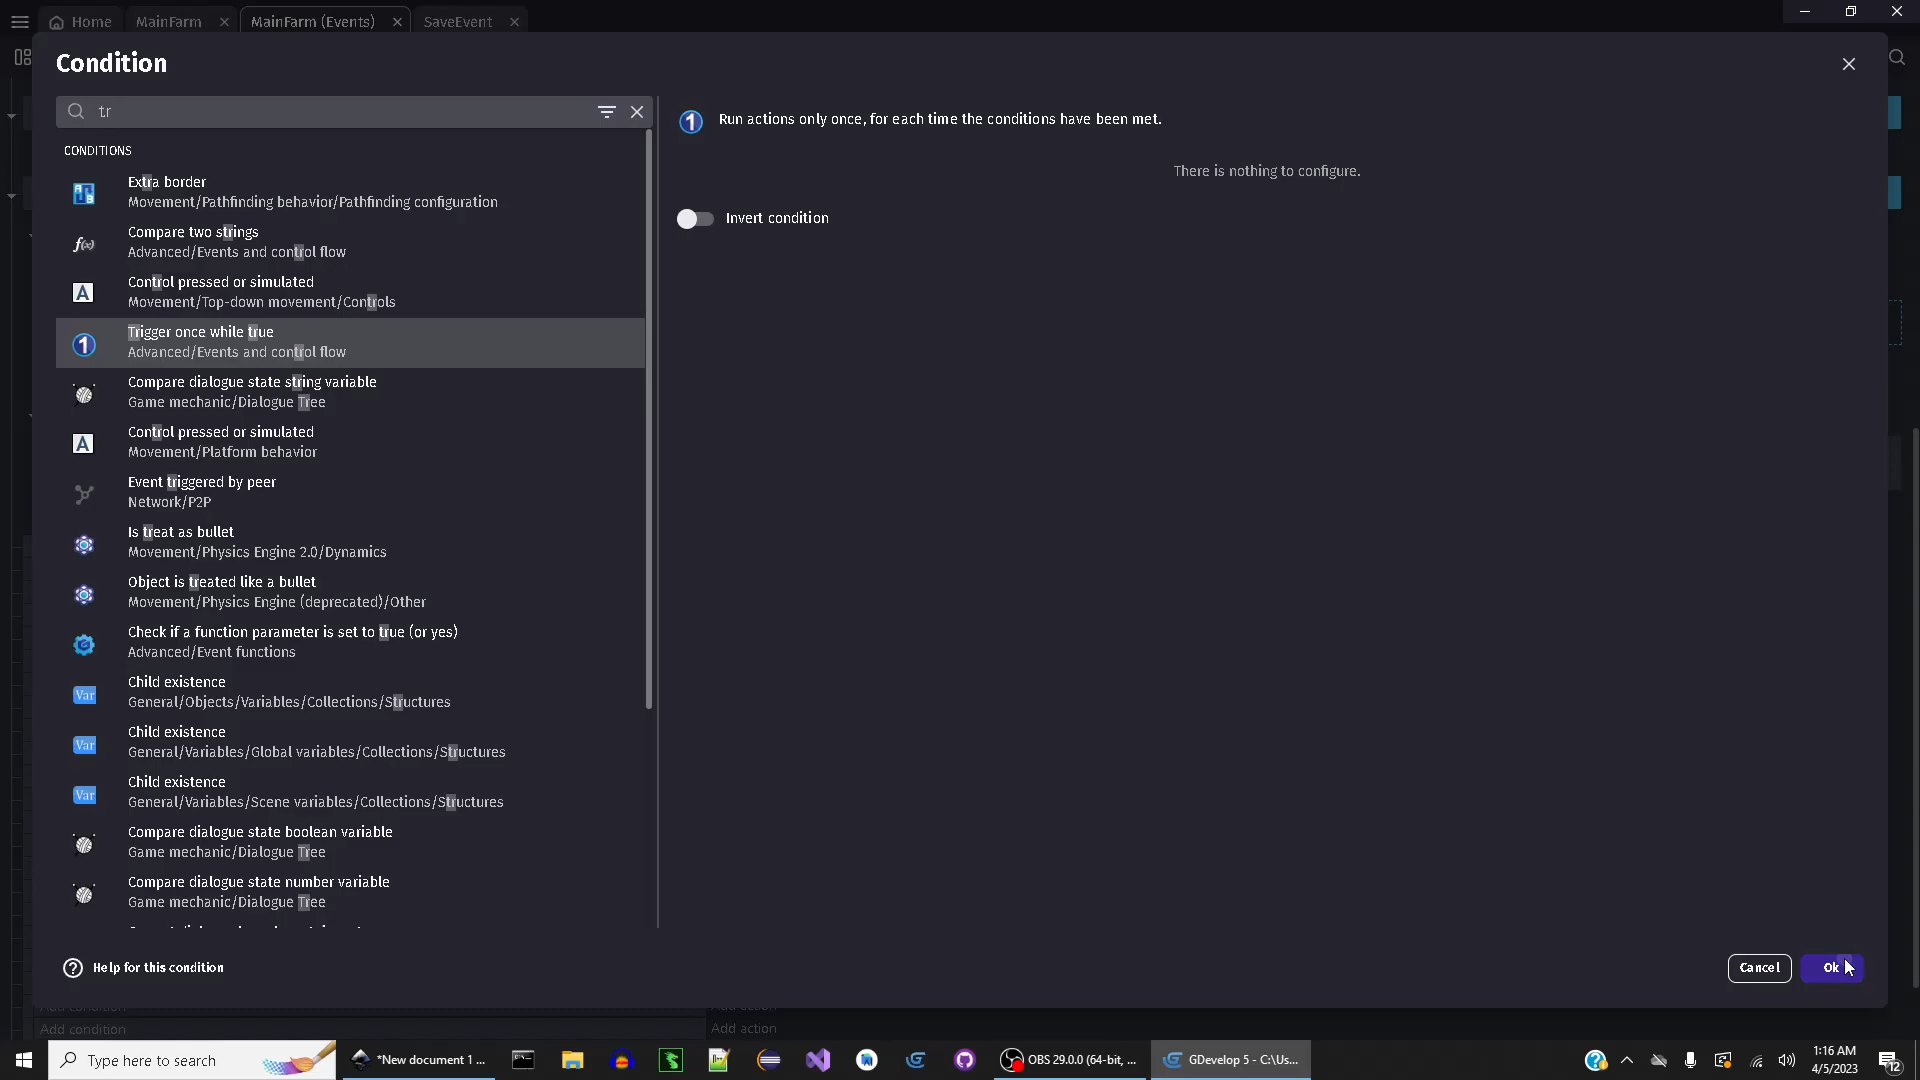 Home
MainFarm
MainFarm (Events)
SaveEvent
Condition
tr
CONDITIONS
Extra border
Movement/Pathfinding behavior/Pathfinding configuration
Compare two strings
Advanced/Events and control flow
Control pressed or simulated
Movement/Top-down movement/Controls
Trigger once while true
Advanced/Events and control flow
Compare dialogue state string variable
Game mechanic/Dialogue Tree
Control pressed or simulated
Movement/Platform behavior
Event triggered by peer
Network/P2P
Is treat as bullet
Movement/Physics Engine 2.0/Dynamics
Object is treated like a bullet
Movement/Physics Engine (deprecated)/Other
Check if a function parameter is set to true (or yes)
Advanced/Event functions
Var
Child existence
General/Objects/Variables/Collections/Structures
Var
Child existence
General/Variables/Global variables/Collections/Structures
Var
Child existence
General/Variables/Scene variables/Collections/Structures
Compare dialogue state boolean variable
Game mechanic/Dialogue Tree
Compare dialogue state number variable
Game mechanic/Dialogue Tree
1 Run actions only once, for each time the conditions have been met.
There is nothing to configure.
Invert condition
Help for this condition
Cancel
Ok
Add condition
Add action
Add condition
Add action
Type here to search
*New document 1 ...
OBS 29.0.0 (64-bit, ...
GDevelop 5 - C:\Us...
1:16 AM
4/5/2023
12